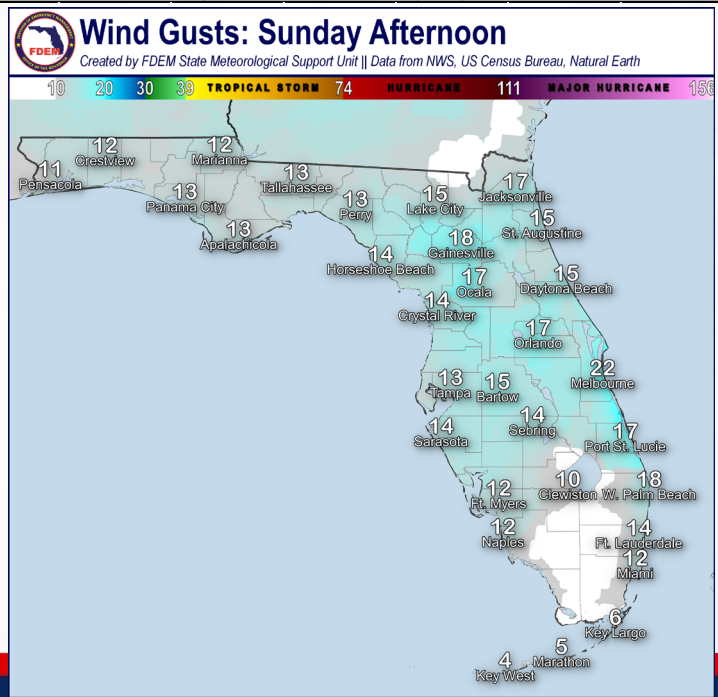 Wind Gusts: Sunday Afternoon
Created by FDEM State Meteorological Support Unit || Data from NWS, US Census Bureau, Natural Earth
FDEM
10 20 30 39 TROPICAL STORM 74 HURRICANE 111 MAJOR HURRICANE 156
12
Crestview
12
Marianna
11
Pensacola
13
Tallahassee
13
Panama City
13
Perry
15
Lake City
17
Jacksonville
13
Apalachicola
15
St. Augustine
18
Gainesville
14
Horseshoe Beach
17
Ocala
15
Daytona Beach
14
Crystal River
17
Orlando
22
Melbourne
13
Tampa
15
Bartow
14
Sebring
14
Sarasota
17
Port St. Lucie
10
Clewiston
18
W. Palm Beach
12
Ft. Myers
12
Naples
14
Ft. Lauderdale
12
Miami
6
Key Largo
5
Marathon
4
Key West